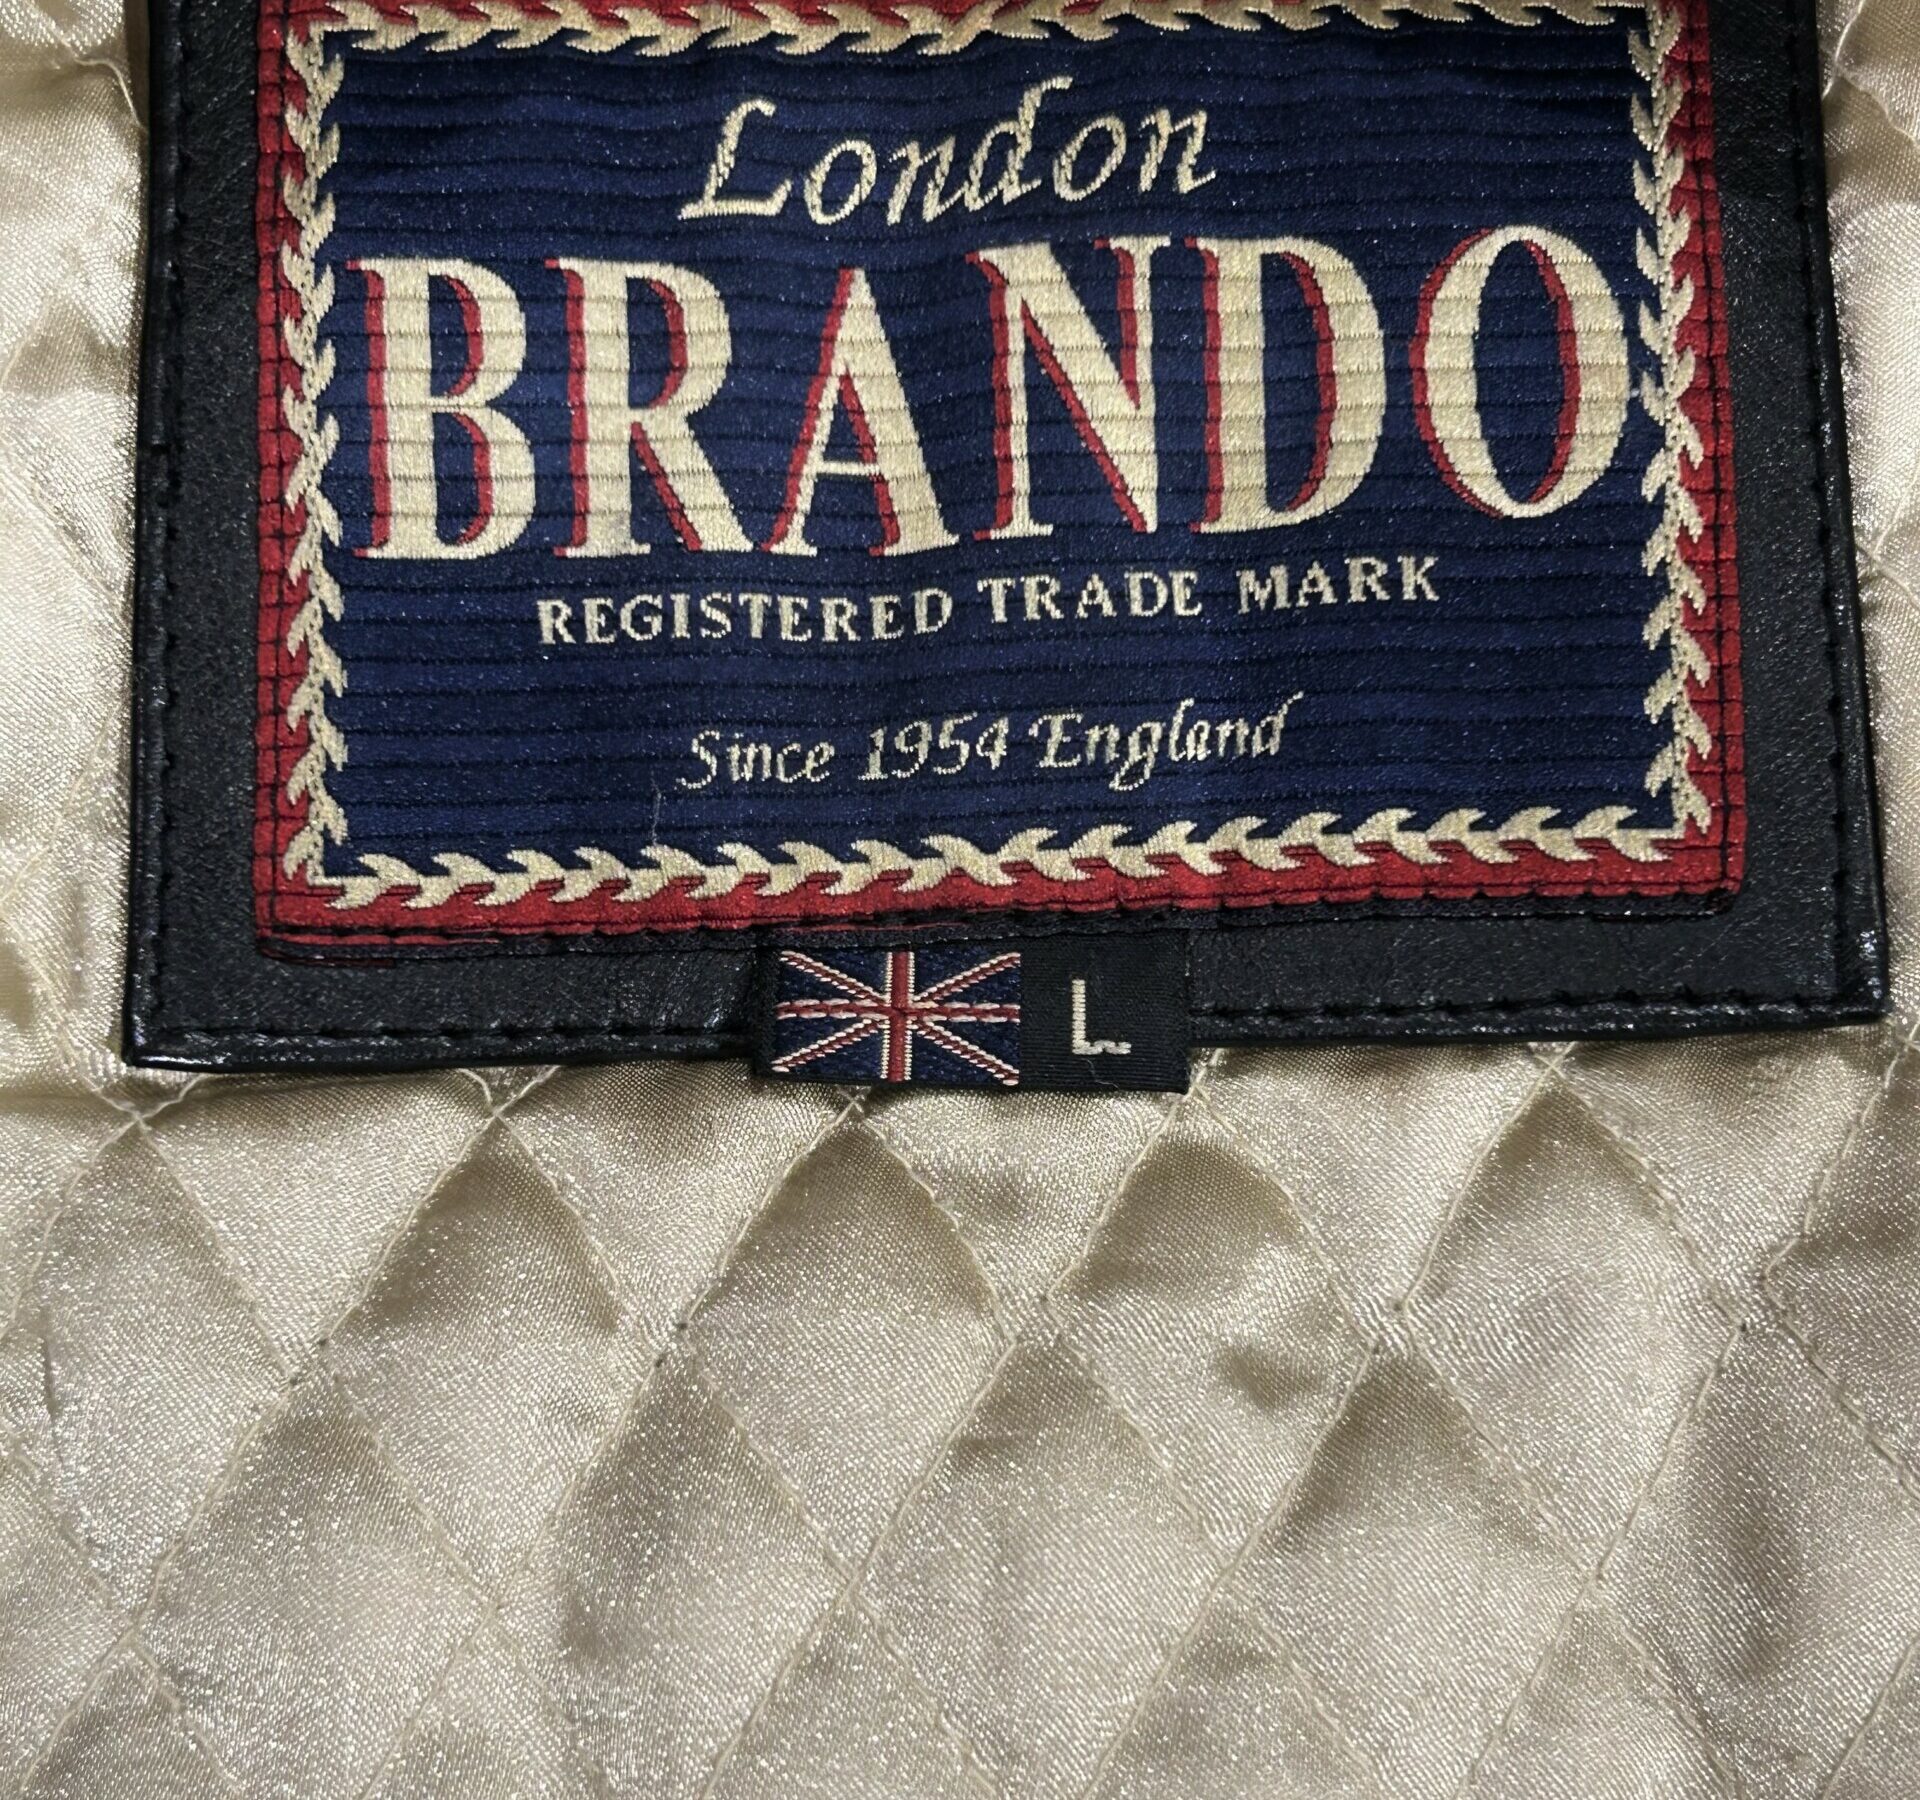 London
BRANDO
REGISTERED TRADE MARK
Since 1954 England
L